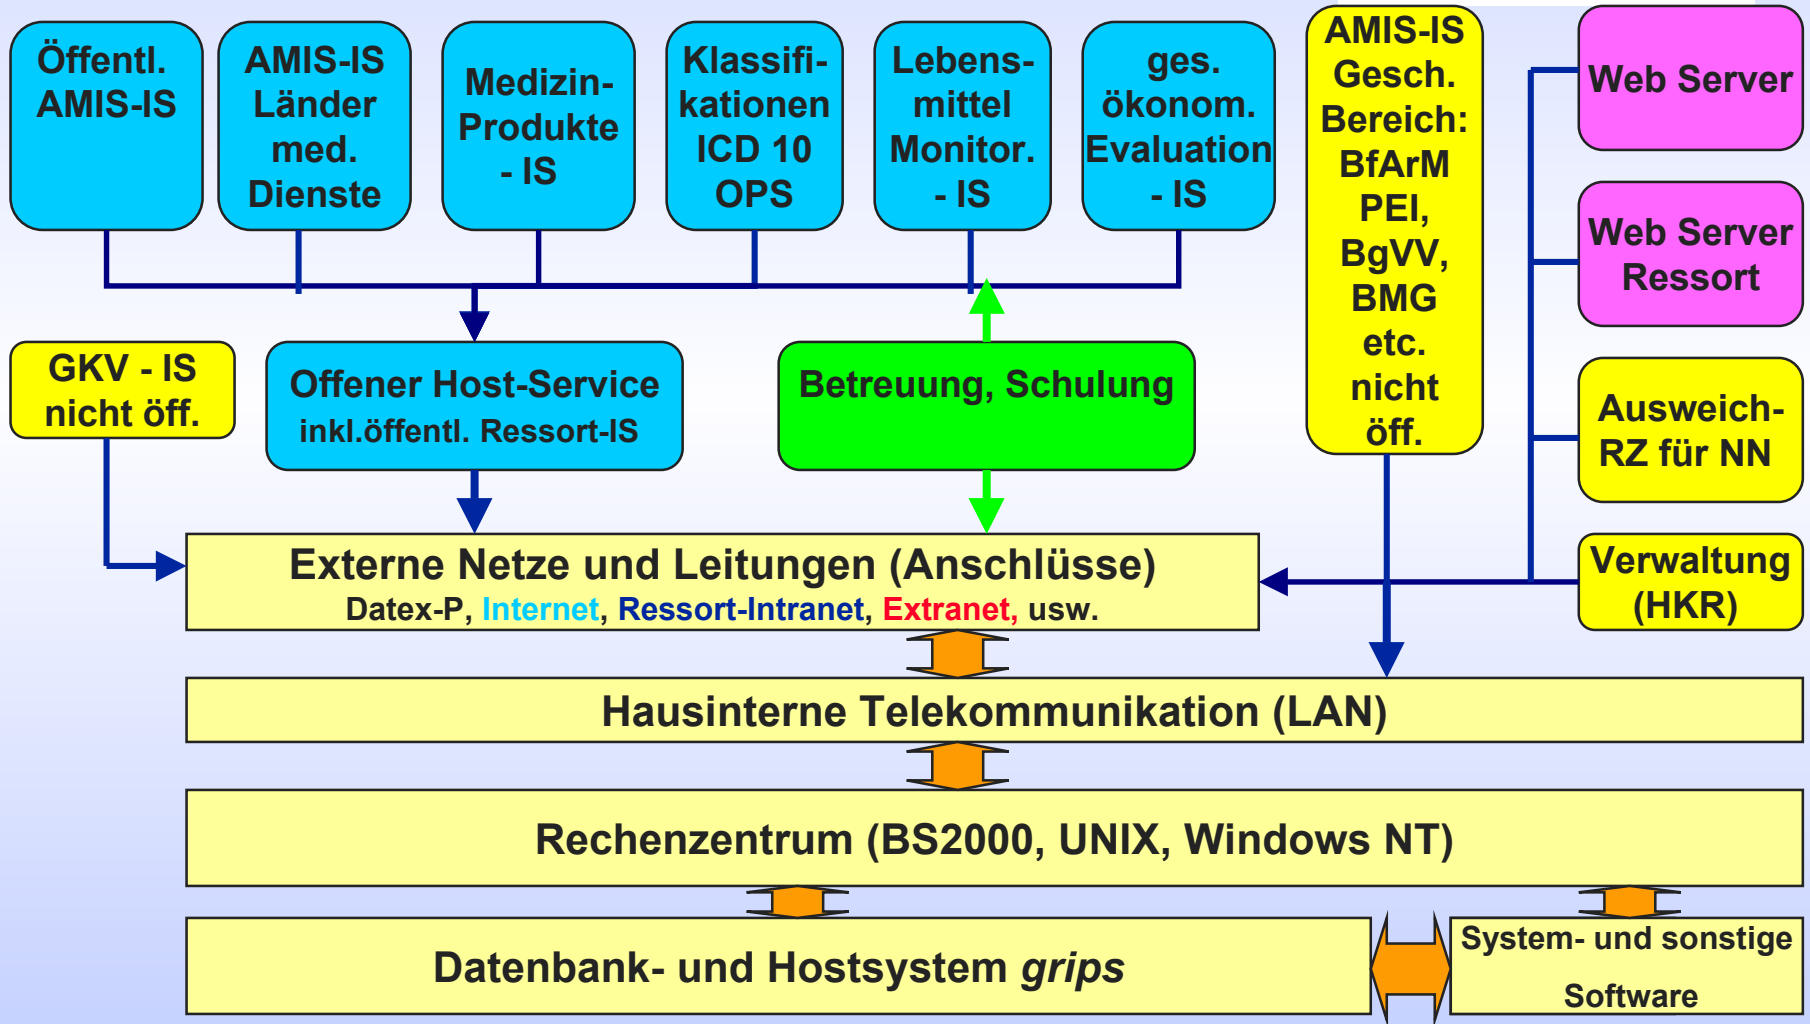 Öffentl.
AMIS-IS
AMIS-IS
Länder
med.
Dienste
Medizin-
Produkte
- IS
Klassifi-
kationen
ICD 10
OPS
Lebens-
mittel
Monitor.
- IS
ges.
ökonom.
Evaluation
- IS
AMIS-IS
Gesch.
Bereich:
BfArM
PEI,
BgVV,
BMG
etc.
nicht
öff.
Web Server
Web Server
Ressort
GKV - IS
nicht öff.
Offener Host-Service
inkl.öffentl. Ressort-IS
Betreuung, Schulung
Ausweich-
RZ für NN
Verwaltung
(HKR)
Externe Netze und Leitungen (Anschlüsse)
Datex-P, Internet, Ressort-Intranet, Extranet, usw.
Hausinterne Telekommunikation (LAN)
Rechenzentrum (BS2000, UNIX, Windows NT)
Datenbank- und Hostsystem grips
System- und sonstige
Software